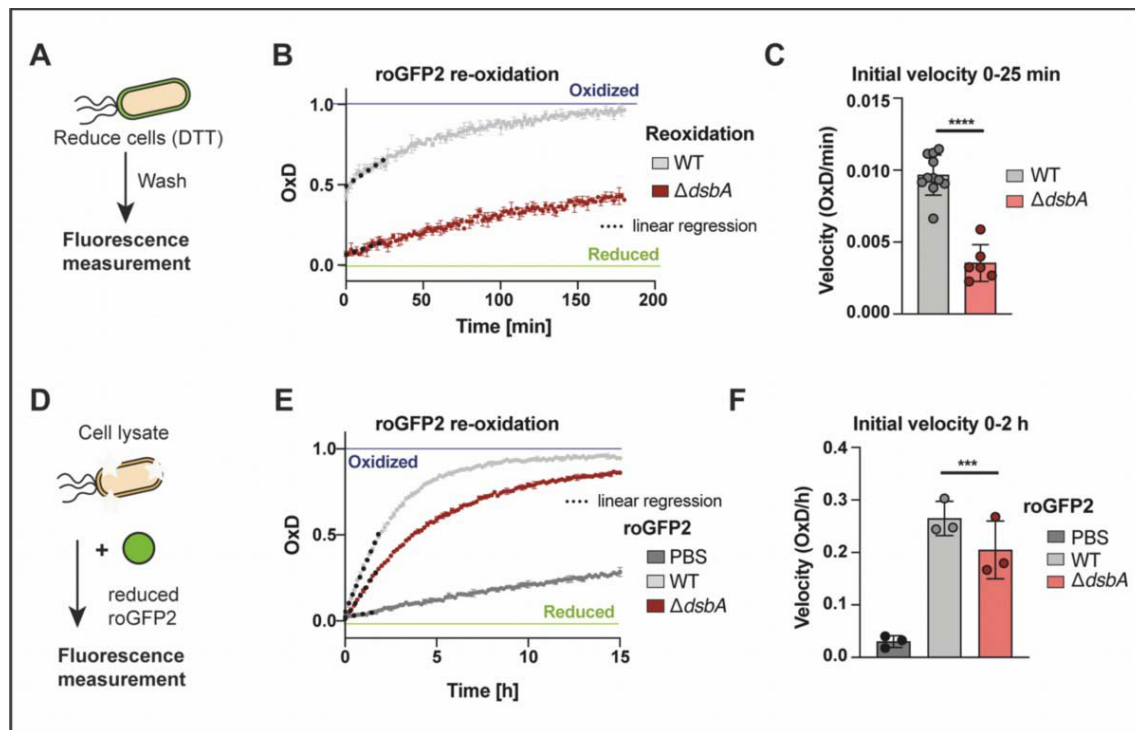 A
Reduce cells (DTT)
Wash
Fluorescence
measurement
B
roGFP2 re-oxidation
Oxidized
1.0
0.5
0.0
OxD
Reoxidation
WT
ΔdsbA
linear regression
Reduced
0
50
100
150
200
Time [min]
C
Initial velocity 0-25 min
0.015
0.010
0.005
0.000
Velocity (OxD/min)
****
WT
ΔdsbA
D
Cell lysate
+
reduced
roGFP2
Fluorescence
measurement
E
roGFP2 re-oxidation
1.0
0.5
0.0
OxD
Oxidized
linear regression
roGFP2
PBS
WT
ΔdsbA
Reduced
0
5
10
15
Time [h]
F
Initial velocity 0-2 h
0.4
0.3
0.2
0.1
0.0
Velocity (OxD/h)
***
roGFP2
PBS
WT
ΔdsbA